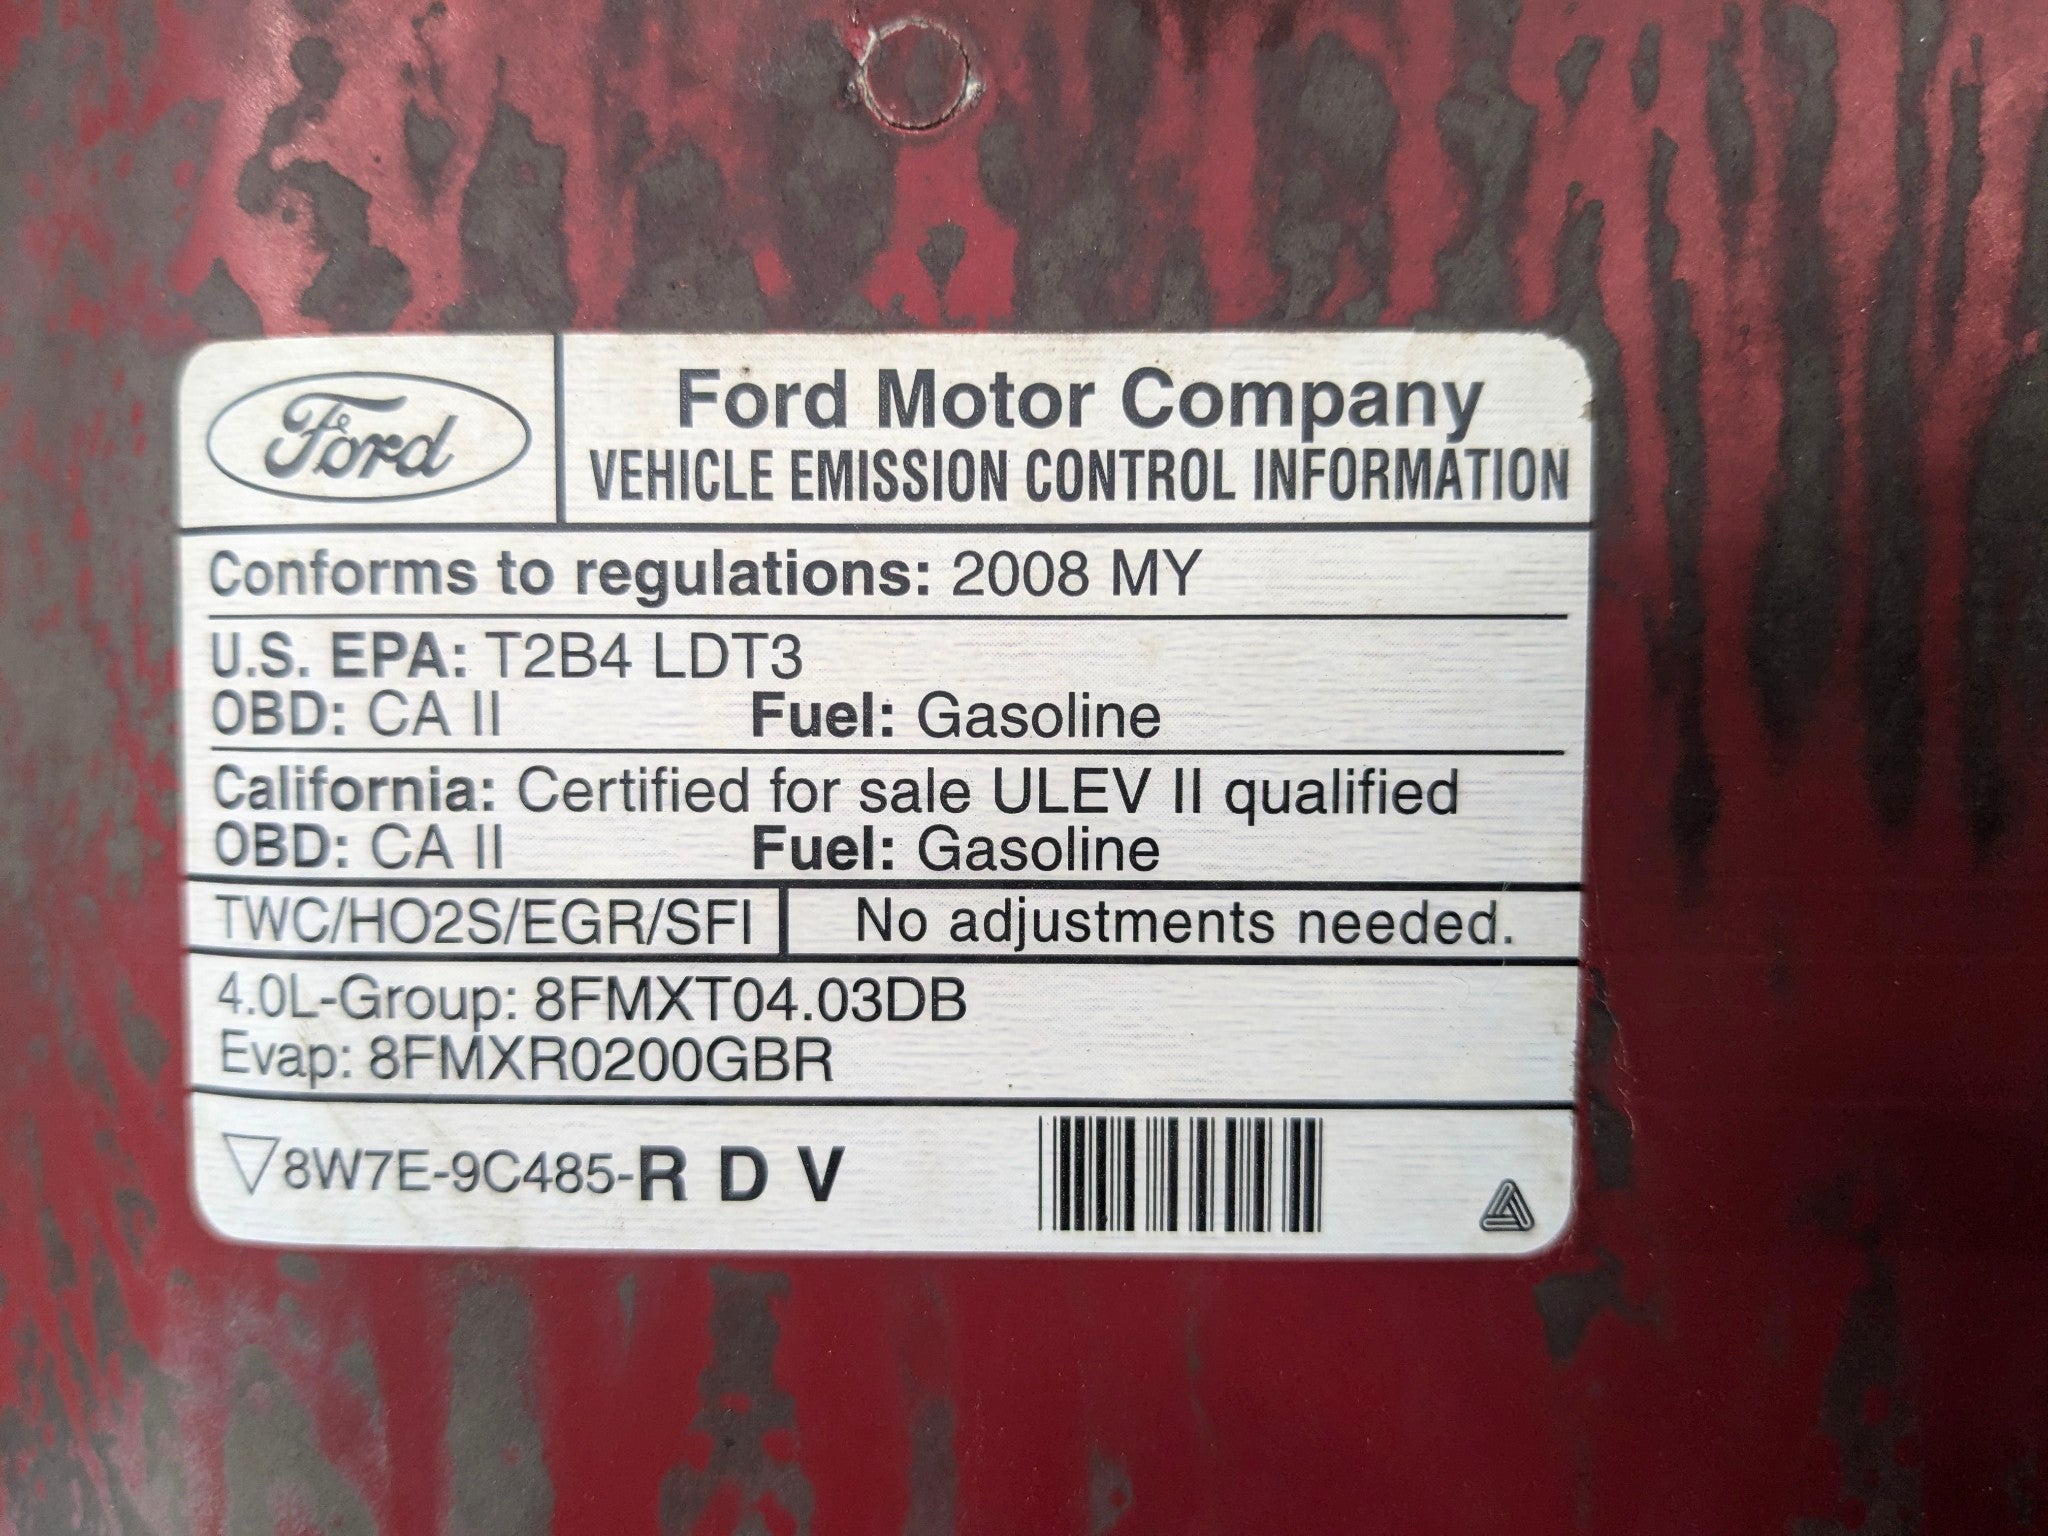 Ford
Ford Motor Company
VEHICLE EMISSION CONTROL INFORMATION
Conforms to regulations: 2008 MY
U.S. EPA: T2B4 LDT3
OBD: CA II Fuel: Gasoline
California: Certified for sale ULEV II qualified
OBD: CA II Fuel: Gasoline
TWC/HO2S/EGR/SFI No adjustments needed.
4.0L-Group: 8FMXT04.03DB
Evap: 8FMXR0200GBR
8W7E-9C485-R D V